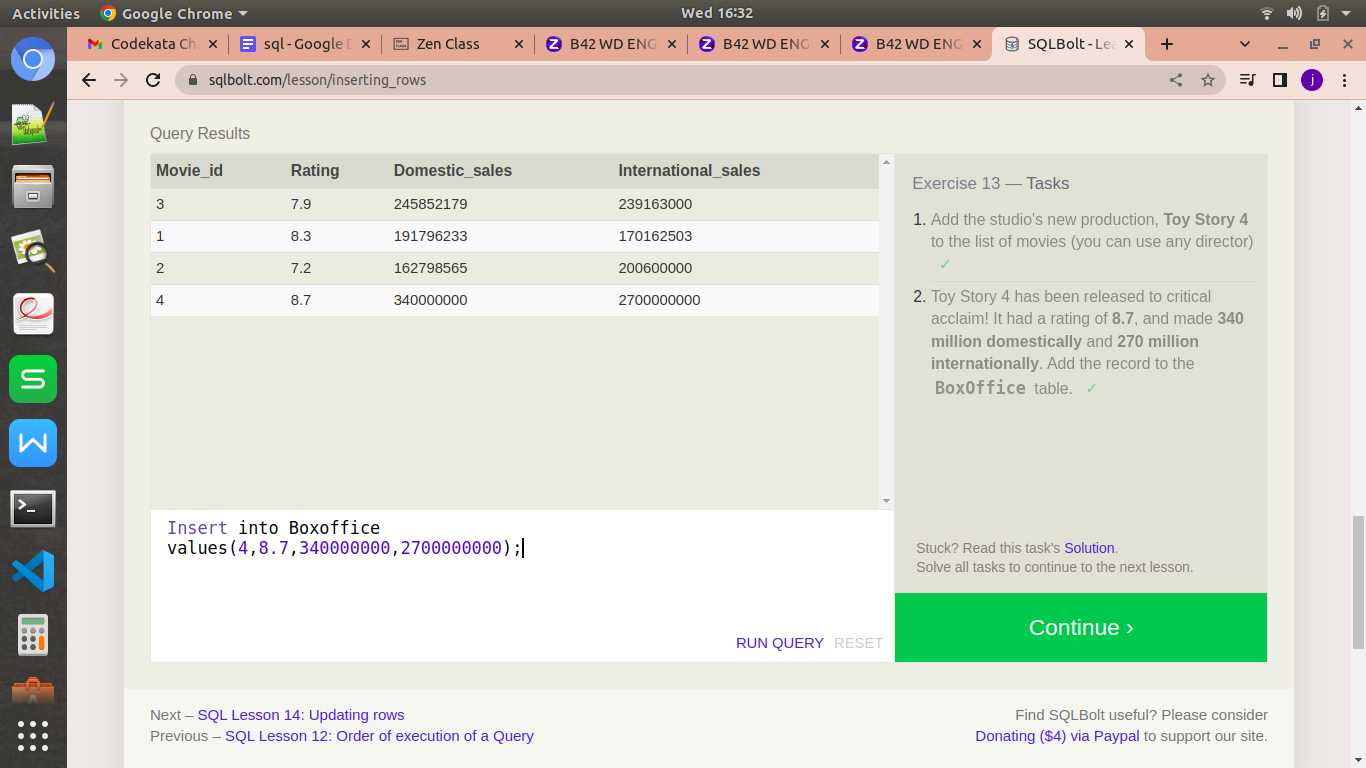 Activities Google Chrome Wed 16:32
Codekata Ch sql - Google D Zen Class B42 WD ENG B42 WD ENG B42 WD ENG SQLBolt - Lea
sqlbolt.com/lesson/inserting_rows j
Query Results
Movie_id Rating Domestic_sales International_sales
3 7.9 245852179 239163000
1 8.3 191796233 170162503
2 7.2 162798565 200600000
4 8.7 340000000 2700000000
Exercise 13 — Tasks
1. Add the studio's new production, Toy Story 4
to the list of movies (you can use any director)
✓
2. Toy Story 4 has been released to critical
acclaim! It had a rating of 8.7, and made 340
million domestically and 270 million
internationally. Add the record to the
BoxOffice table. ✓
Insert into Boxoffice
values(4,8.7,340000000,2700000000);
RUN QUERY RESET
Stuck? Read this task's Solution.
Solve all tasks to continue to the next lesson.
Continue ›
Next – SQL Lesson 14: Updating rows
Previous – SQL Lesson 12: Order of execution of a Query
Find SQLBolt useful? Please consider
Donating ($4) via Paypal to support our site.